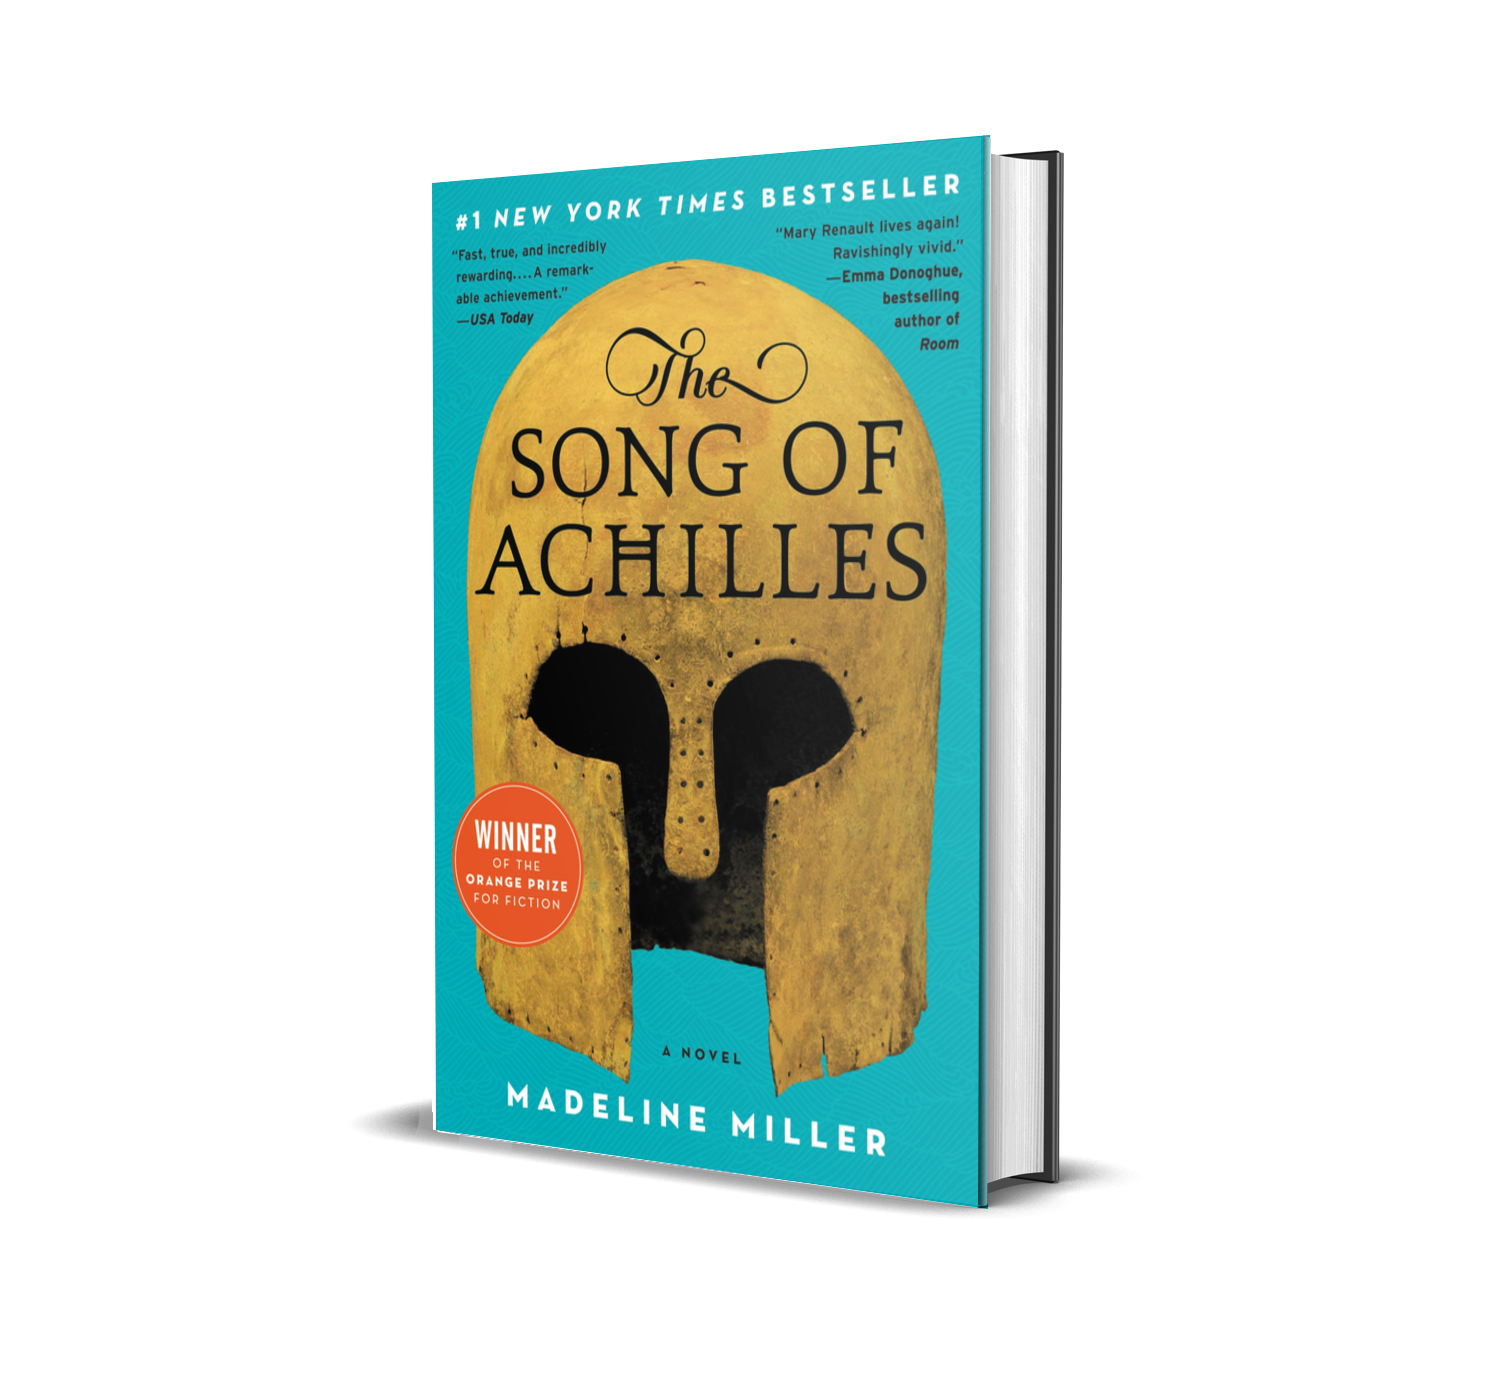 #1 NEW YORK TIMES BESTSELLER
“Fast, true, and incredibly
rewarding.... A remark-
able achievement.”
—USA Today
“Mary Renault lives again!
Ravishingly vivid.”
—Emma Donoghue,
bestselling
author of
Room
The
SONG OF
ACHILLES
WINNER
OF THE
ORANGE PRIZE
FOR FICTION
A NOVEL
MADELINE MILLER